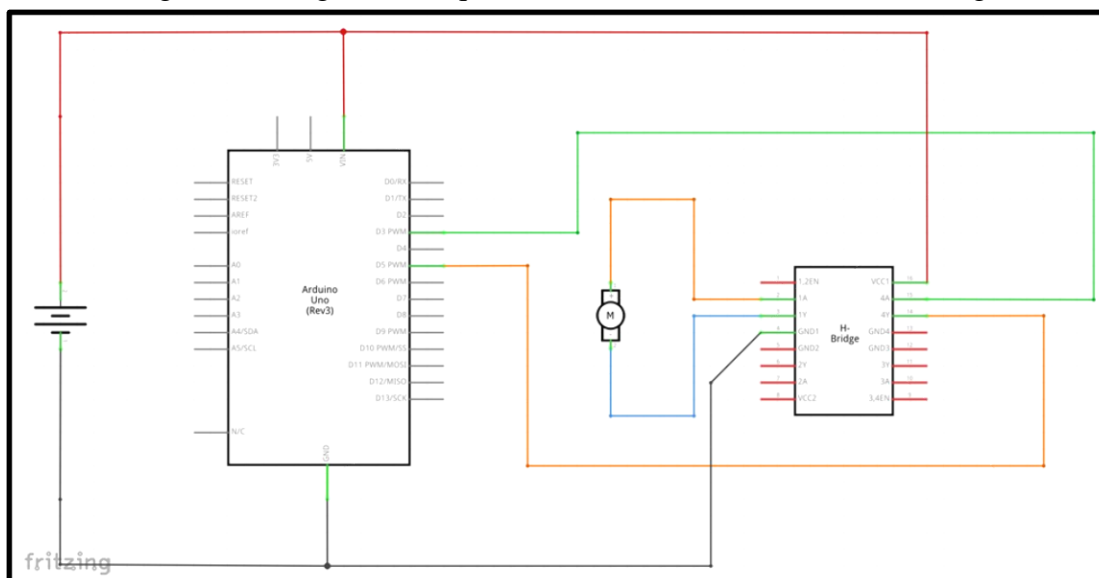 3V3
5V
VIN
RESET
RESET2
AREF
ioref
A0
A1
A2
A3
A4/SDA
A5/SCL
N/C
D0/RX
D1/TX
D2
D3 PWM
D4
D5 PWM
D6 PWM
D7
D8
D9 PWM
D10 PWM/SS
D11 PWM/MOSI
D12/MISO
D13/SCK
Arduino
Uno
(Rev3)
GND
M
1,2EN
1A
1Y
GND1
GND2
2Y
2A
VCC2
H-
Bridge
VCC1
4A
4Y
GND4
GND3
3Y
3A
3,4EN
fritzing